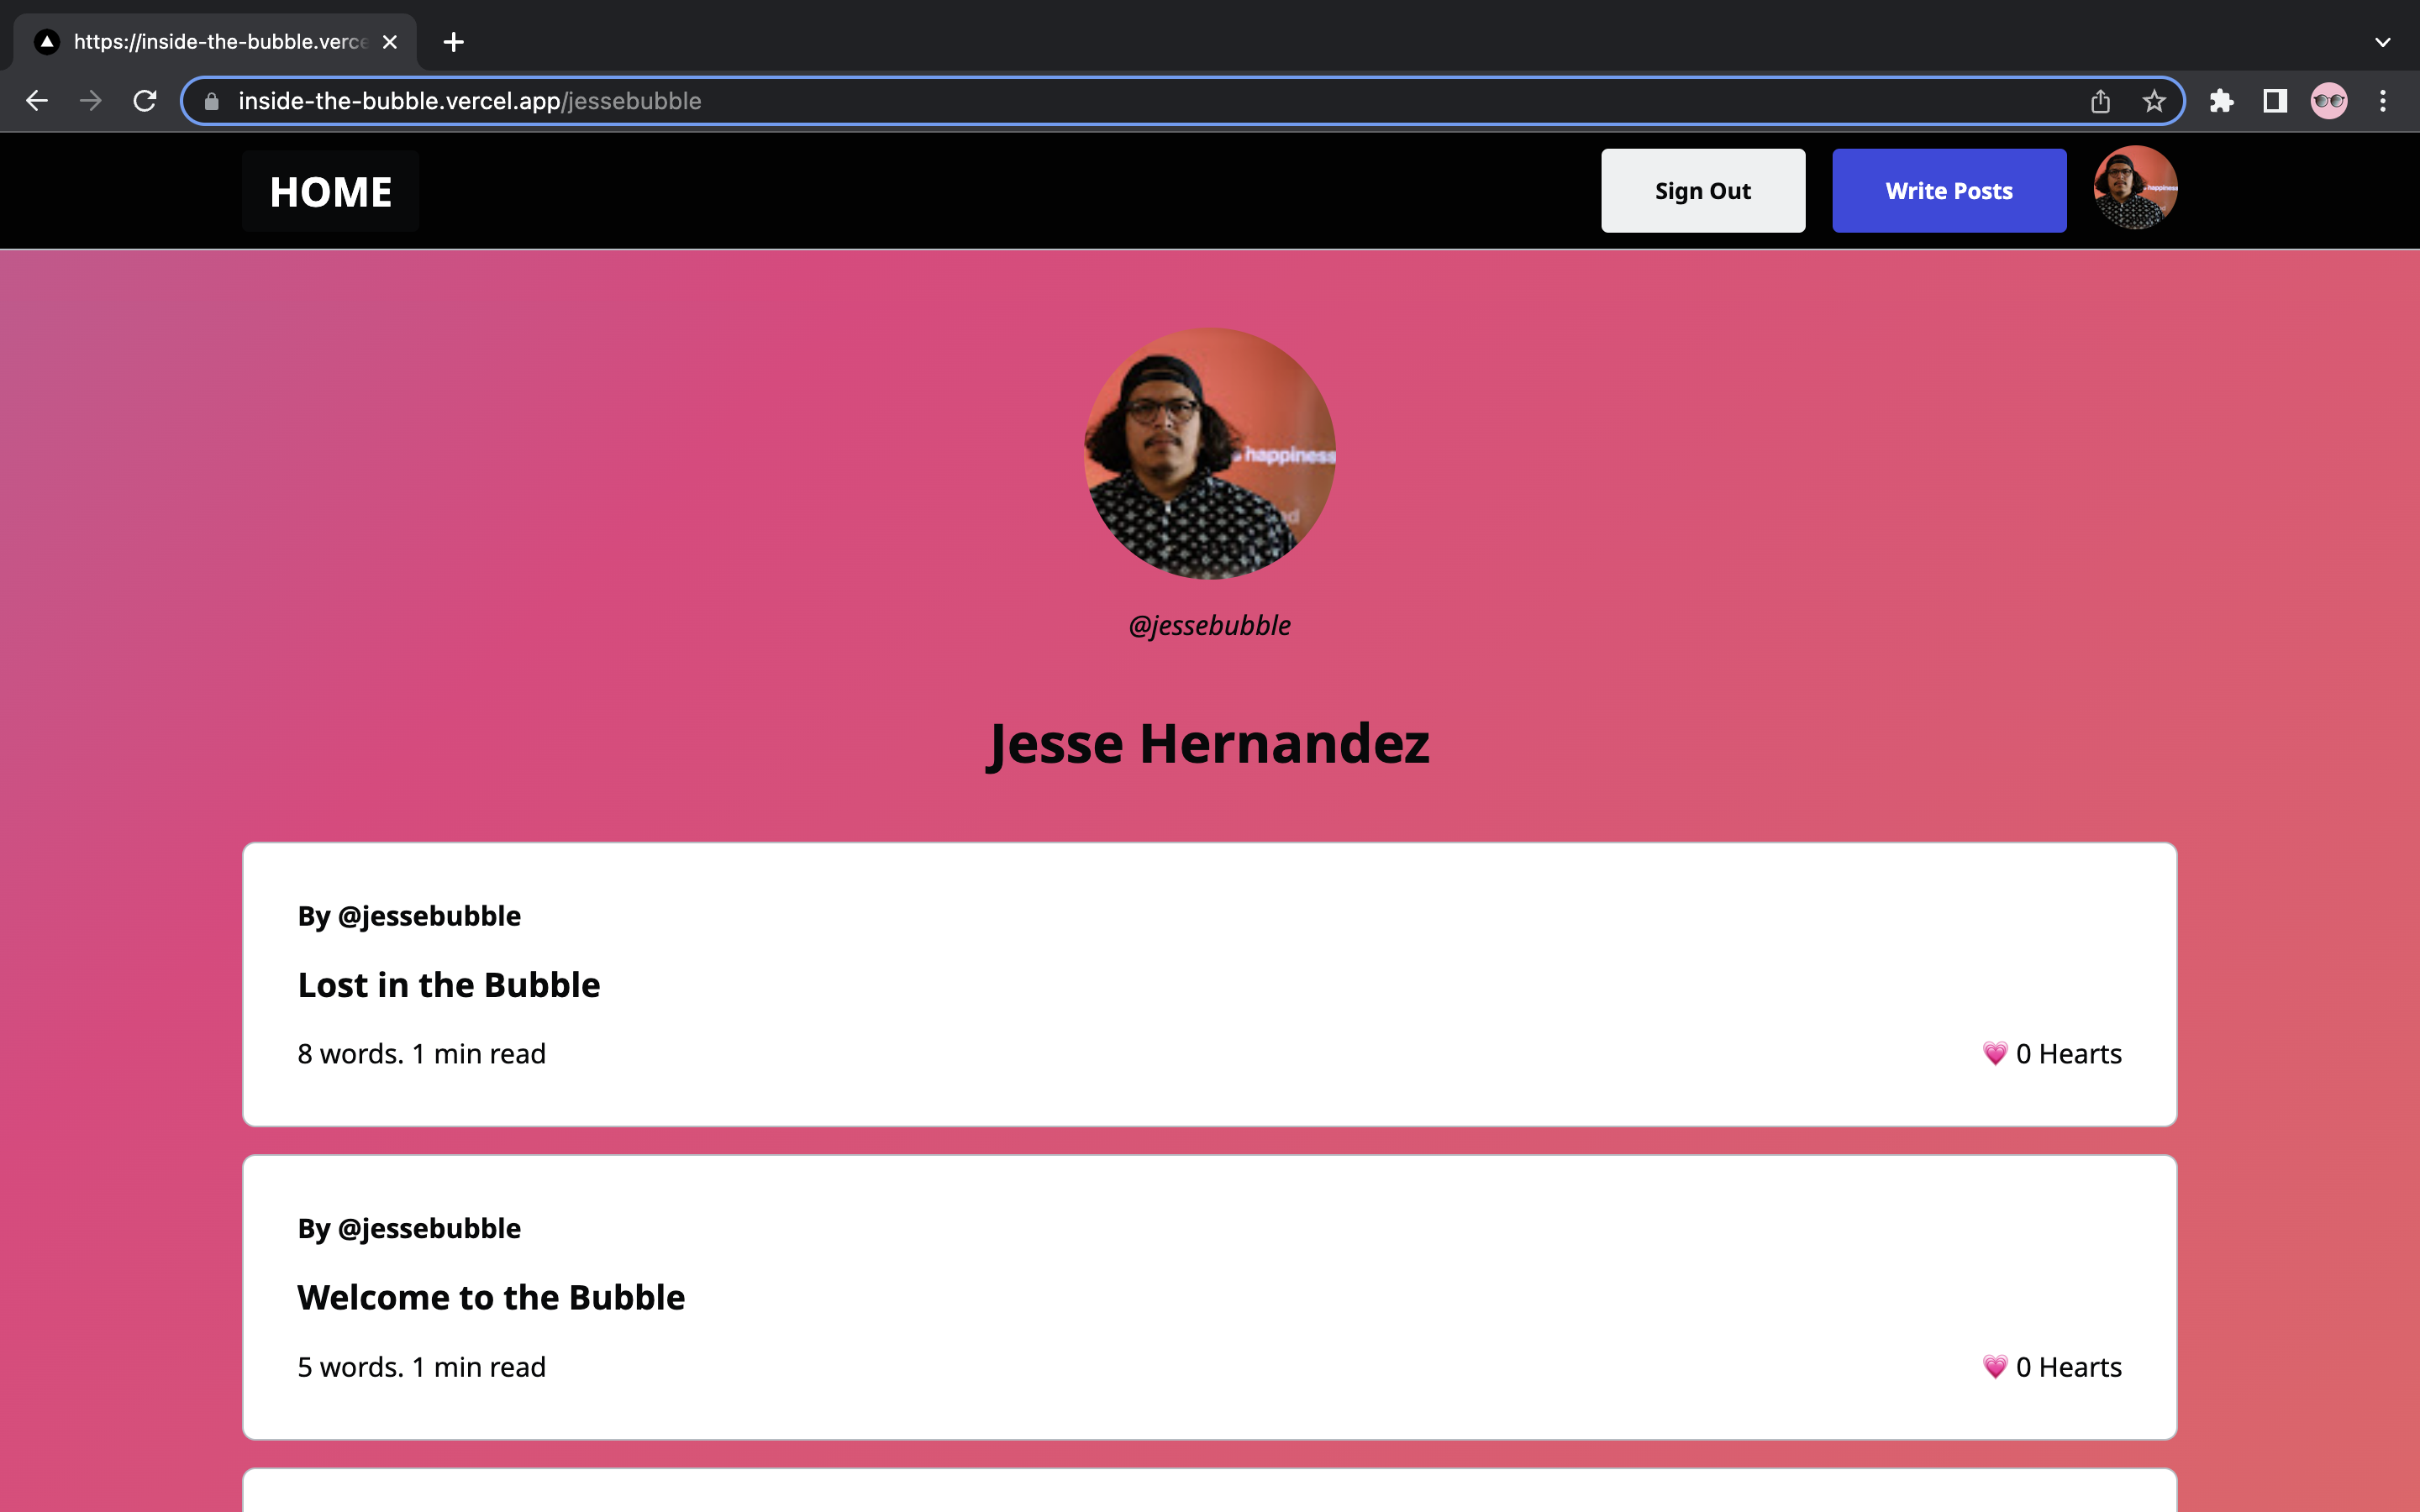 https://inside-the-bubble.verce
inside-the-bubble.vercel.app/jessebubble
HOME
Sign Out
Write Posts
happiness
happiness
@jessebubble
Jesse Hernandez
By @jessebubble
Lost in the Bubble
8 words. 1 min read
💗 0 Hearts
By @jessebubble
Welcome to the Bubble
5 words. 1 min read
💗 0 Hearts